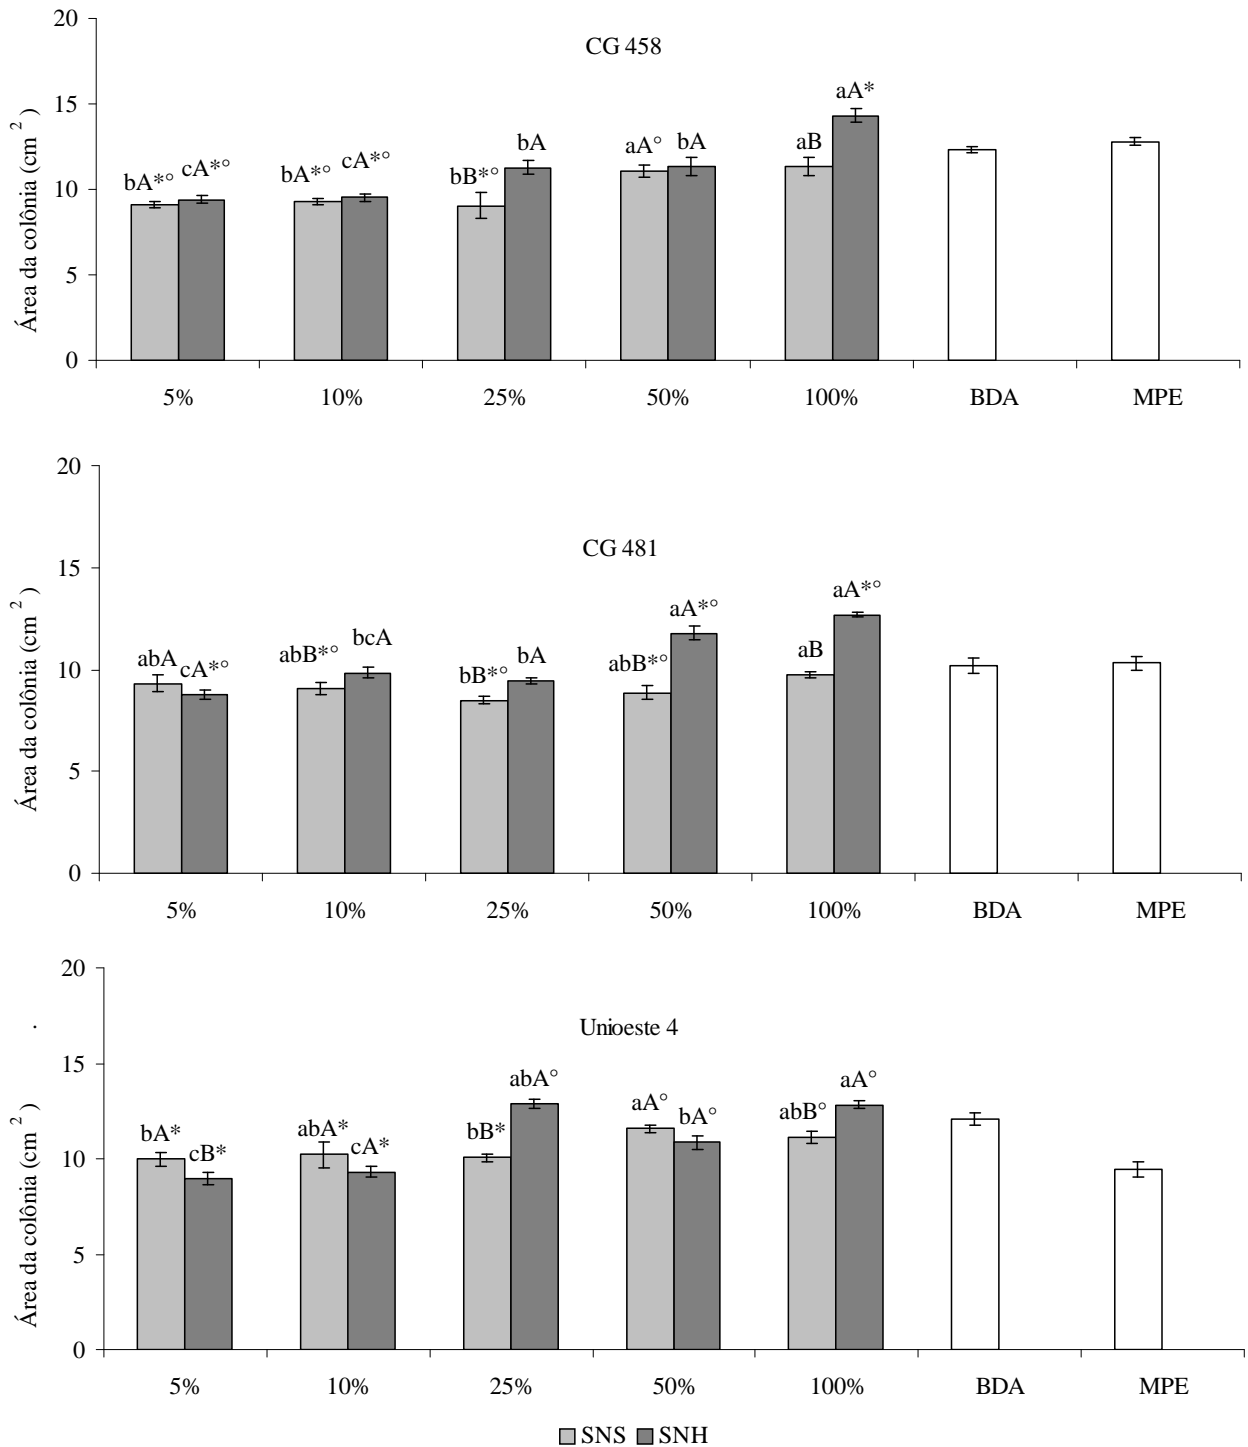 20
CG 458
15
10
5
0
Área da colônia (cm 2 )
bA*° cA*° bA*° cA*° bB*° bA aA° bA aB aA*
5% 10% 25% 50% 100% BDA MPE
20
CG 481
15
10
5
0
Área da colônia (cm 2 )
abA cA*° abB*° bcA bB*° bA abB*° aA*° aB aA*°
5% 10% 25% 50% 100% BDA MPE
20
Unioeste 4
15
10
5
0
Área da colônia (cm 2 )
.
bA* cB* abA* cA* bB* abA° aA° bA° abB° aA°
5% 10% 25% 50% 100% BDA MPE
SNS SNH